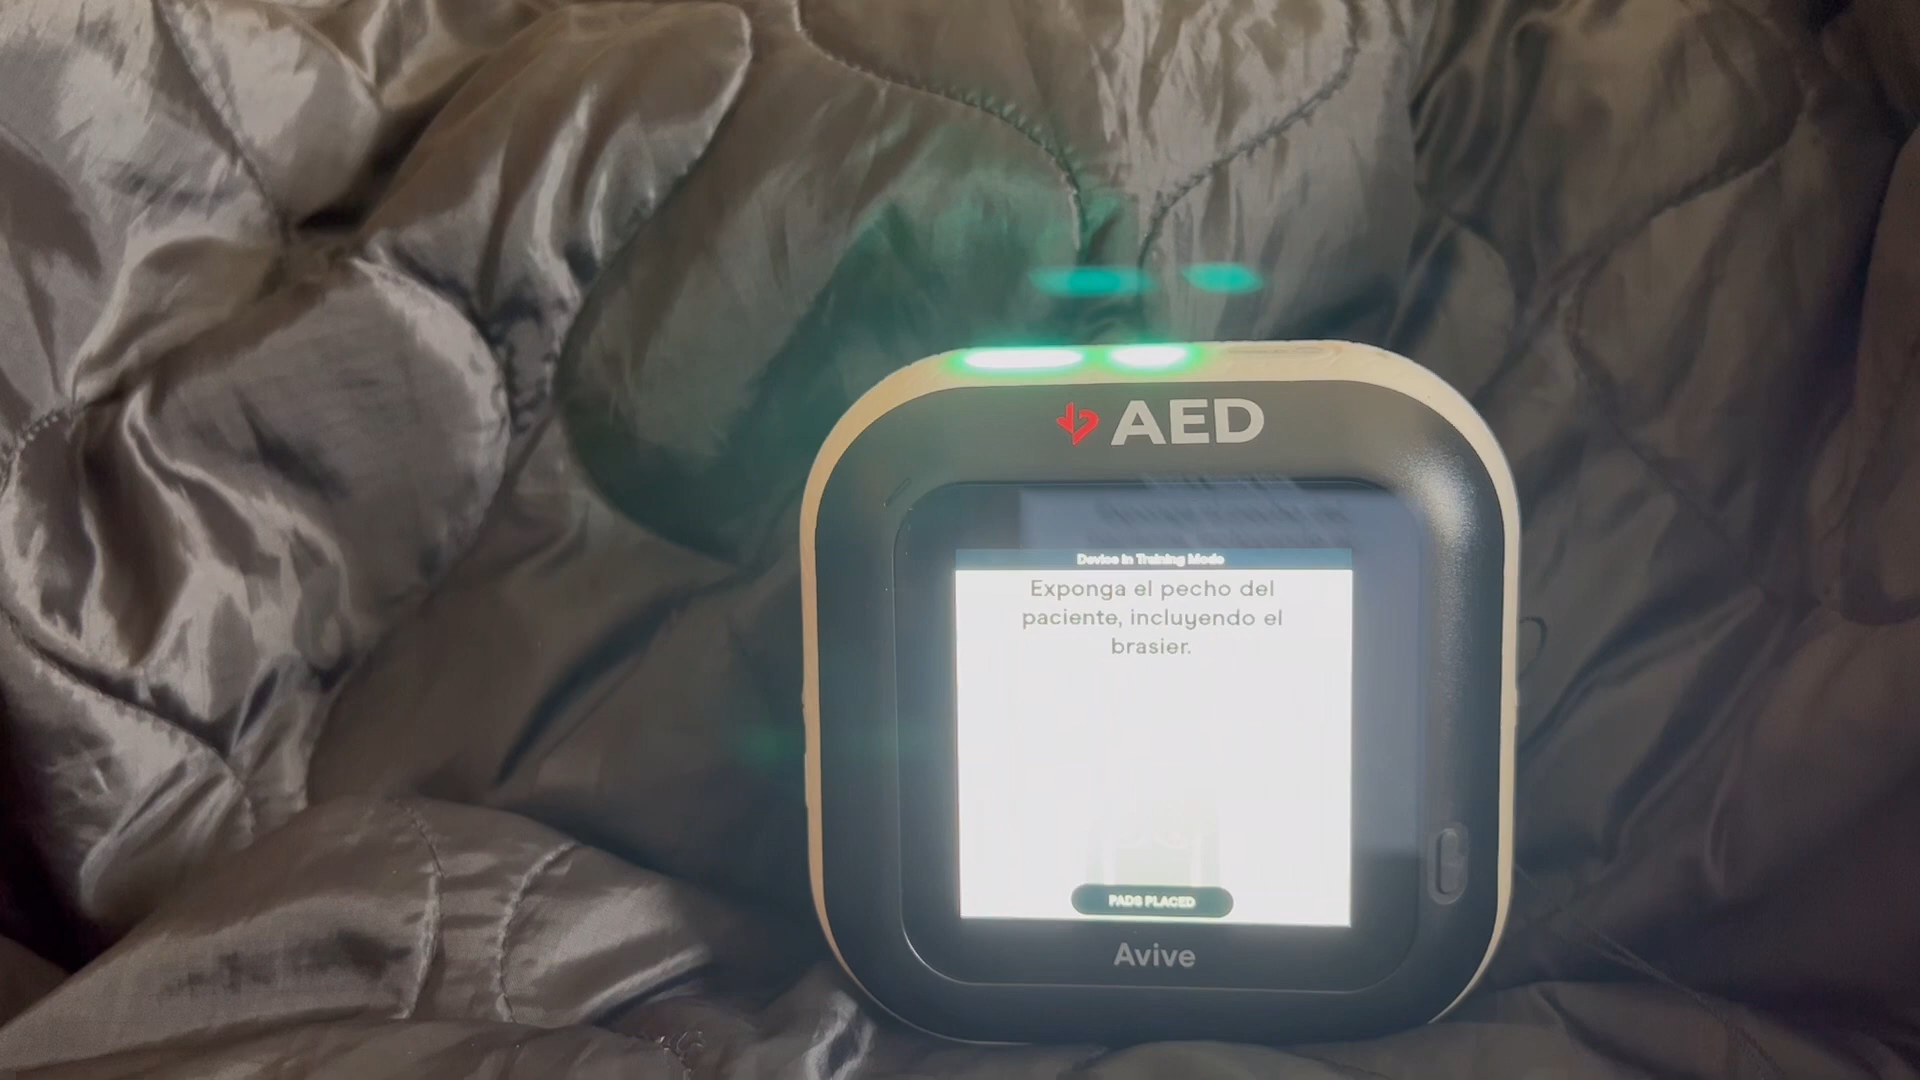 AED
Device in Training Mode
Exponga el pecho del
paciente, incluyendo el
brasier.
PADS PLACED
Avive